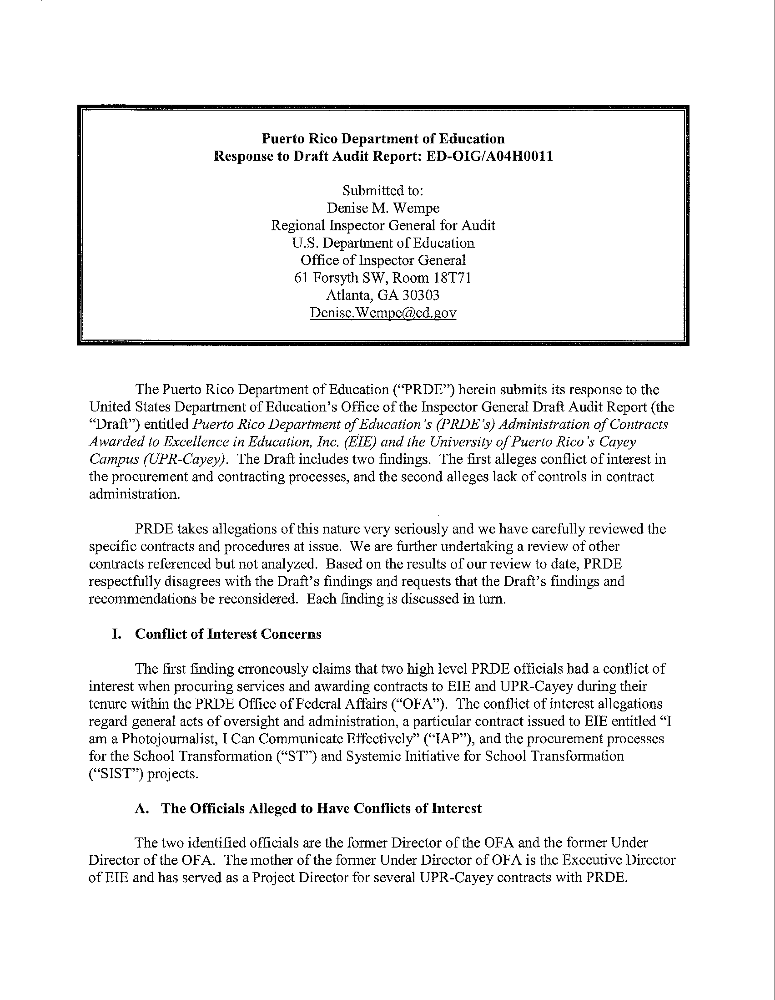 Puerto Rico Department of Education
Response to Draft Audit Report: ED-OIG/A04H0011
Submitted to:
Denise M. Wempe
Regional Inspector General for Audit
U.S. Department of Education
Office of Inspector General
61 Forsyth SW, Room 18T71
Atlanta, GA 30303
Denise.Wempe@ed.gov
The Puerto Rico Department of Education (“PRDE”) herein submits its response to the
United States Department of Education’s Office of the Inspector General Draft Audit Report (the
“Draft”) entitled Puerto Rico Department of Education’s (PRDE’s) Administration of Contracts
Awarded to Excellence in Education, Inc. (EIE) and the University of Puerto Rico’s Cayey
Campus (UPR-Cayey). The Draft includes two findings. The first alleges conflict of interest in
the procurement and contracting processes, and the second alleges lack of controls in contract
administration.
PRDE takes allegations of this nature very seriously and we have carefully reviewed the
specific contracts and procedures at issue. We are further undertaking a review of other
contracts referenced but not analyzed. Based on the results of our review to date, PRDE
respectfully disagrees with the Draft’s findings and requests that the Draft’s findings and
recommendations be reconsidered. Each finding is discussed in turn.
I. Conflict of Interest Concerns
The first finding erroneously claims that two high level PRDE officials had a conflict of
interest when procuring services and awarding contracts to EIE and UPR-Cayey during their
tenure within the PRDE Office of Federal Affairs (“OFA”). The conflict of interest allegations
regard general acts of oversight and administration, a particular contract issued to EIE entitled “I
am a Photojournalist, I Can Communicate Effectively” (“IAP”), and the procurement processes
for the School Transformation (“ST”) and Systemic Initiative for School Transformation
(“SIST”) projects.
A. The Officials Alleged to Have Conflicts of Interest
The two identified officials are the former Director of the OFA and the former Under
Director of the OFA. The mother of the former Under Director of OFA is the Executive Director
of EIE and has served as a Project Director for several UPR-Cayey contracts with PRDE.